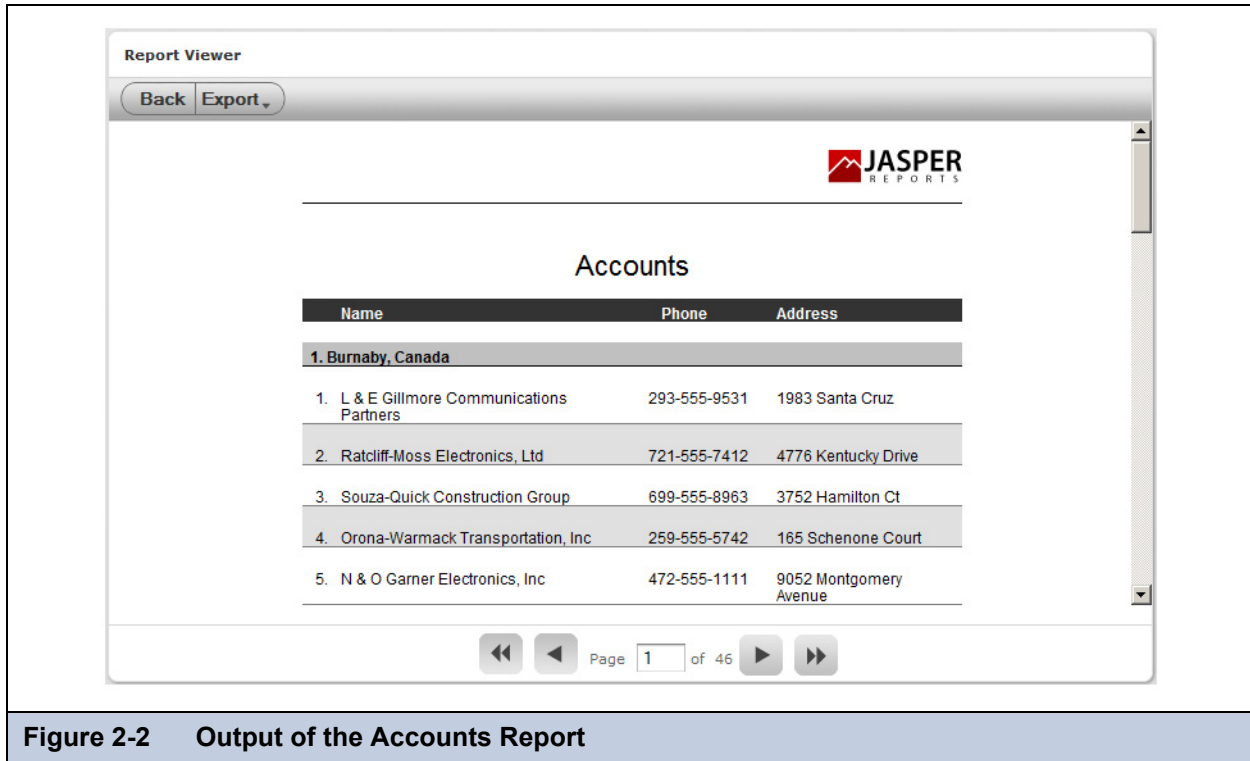 Report Viewer
Back Export
JASPER
REPORTS
Accounts
Name Phone Address
1. Burnaby, Canada
1. L & E Gillmore Communications 293-555-9531 1983 Santa Cruz
Partners
2. Ratcliff-Moss Electronics, Ltd 721-555-7412 4776 Kentucky Drive
3. Souza-Quick Construction Group 699-555-8963 3752 Hamilton Ct
4. Orona-Warmack Transportation, Inc 259-555-5742 165 Schenone Court
5. N & O Garner Electronics, Inc 472-555-1111 9052 Montgomery
Avenue
Page 1 of 46
Figure 2-2 Output of the Accounts Report